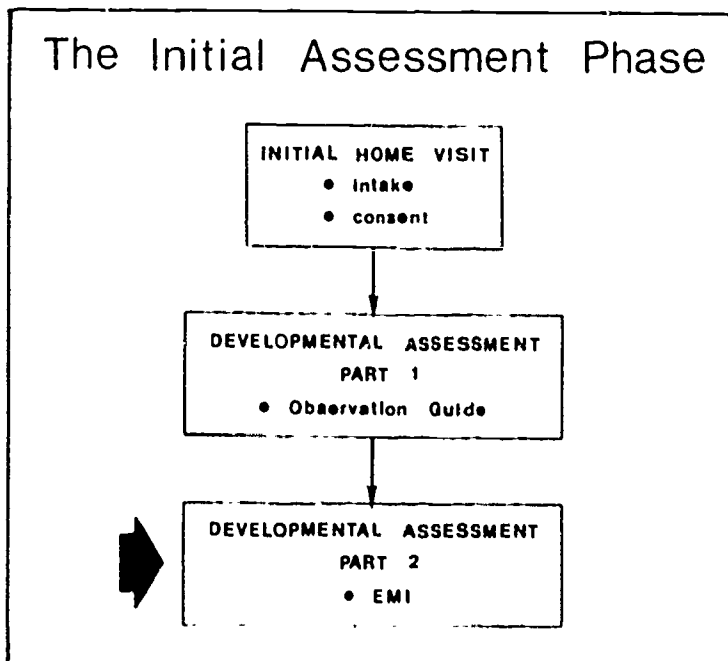 The Initial Assessment Phase
INITIAL HOME VISIT
• intake
• consent
DEVELOPMENTAL ASSESSMENT
PART 1
• Observation Guide
DEVELOPMENTAL ASSESSMENT
PART 2
• EMI